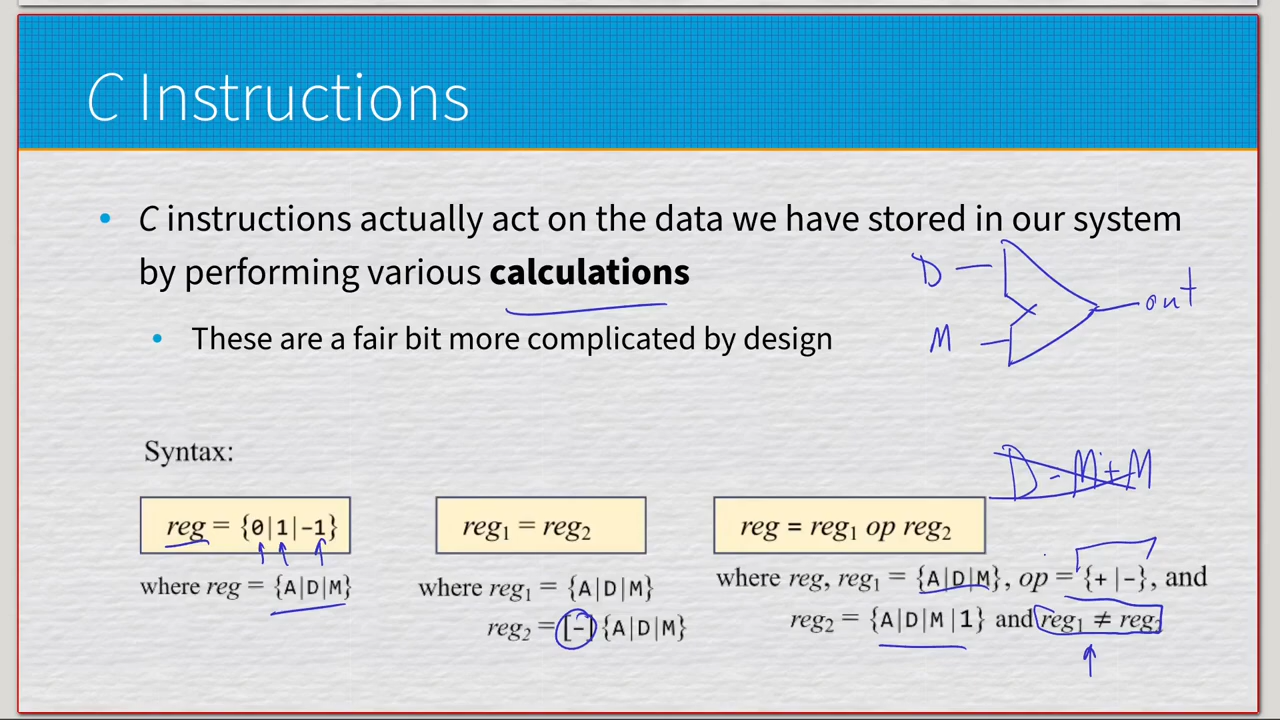 C Instructions
• C instructions actually act on the data we have stored in our system
by performing various calculations
• These are a fair bit more complicated by design
D
out
M
Syntax:
D - M + M
reg = {0|1|-1}
reg₁ = reg₂
reg = reg₁ op reg₂
where reg = {A|D|M}
where reg₁ = {A|D|M}
where reg, reg₁ = {A|D|M}, op = {+|-}, and
reg₂ = [-]{A|D|M}
reg₂ = {A|D|M|1} and reg₁ ≠ reg₂